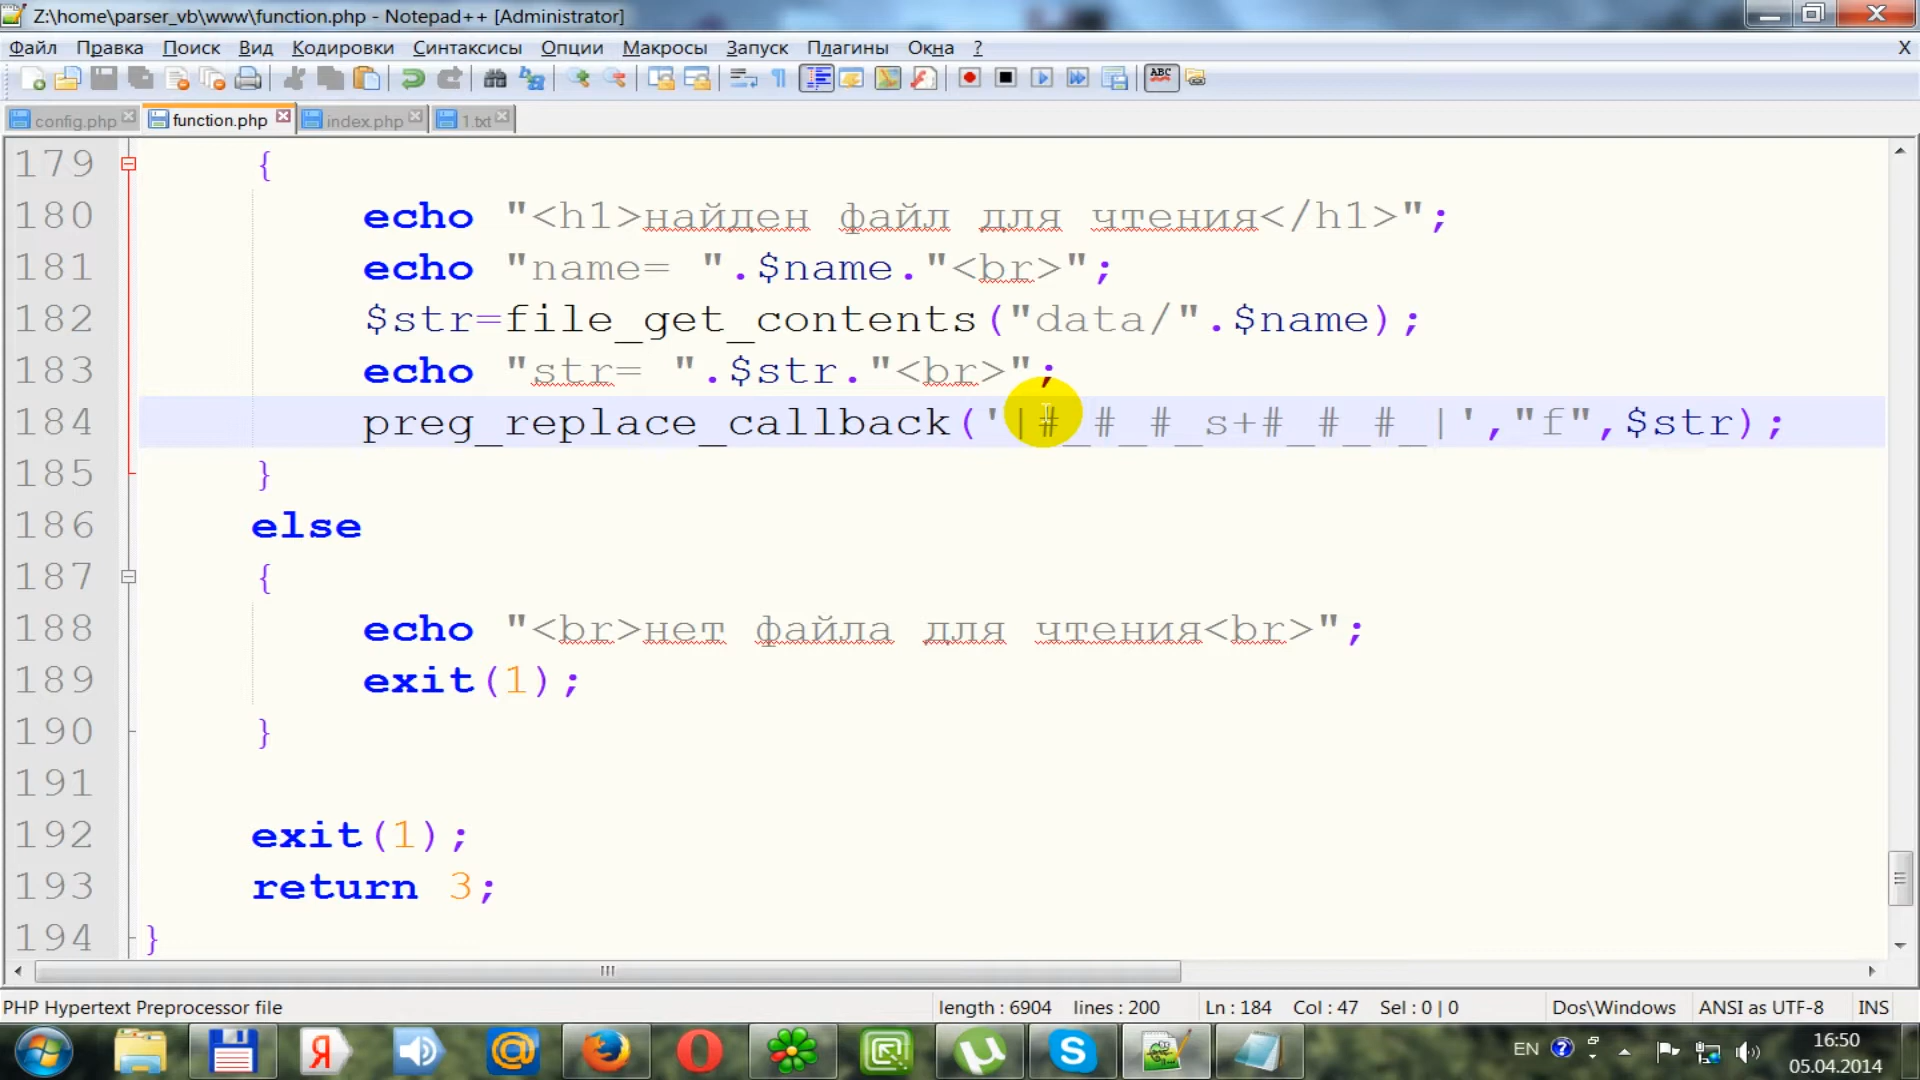 Z:\home\parser_vb\www\function.php - Notepad++ [Administrator]
Файл Правка Поиск Вид Кодировки Синтаксисы Опции Макросы Запуск Плагины Окна ? X
ABC
config.php function.php index.php 1.txt
179 {
180 echo "<h1>найден файл для чтения</h1>";
181 echo "name= ".$name."<br>";
182 $str=file_get_contents("data/".$name);
183 echo "str= ".$str."<br>";
184 preg_replace_callback('|#_#_#_s+#_#_#_|',"f",$str);
185 }
186 else
187 {
188 echo "<br>нет файла для чтения<br>";
189 exit(1);
190 }
191
192 exit(1);
193 return 3;
194 }
PHP Hypertext Preprocessor file length : 6904 lines : 200 Ln : 184 Col : 47 Sel : 0 | 0 Dos\Windows ANSI as UTF-8 INS
EN 16:50
05.04.2014